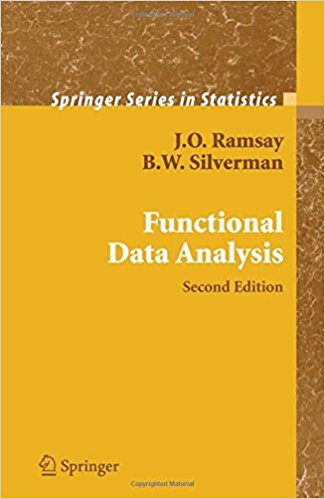 Springer Series in Statistics
J.O. Ramsay
B.W. Silverman
Functional
Data Analysis
Second Edition
Springer